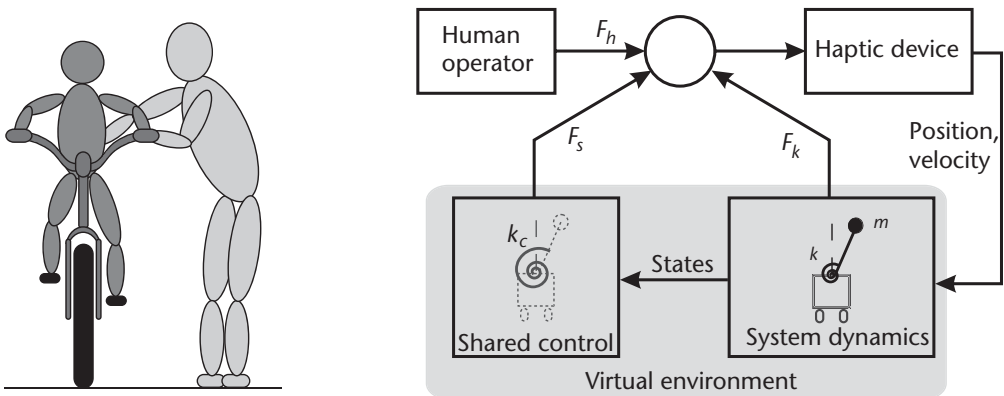 Human
operator
F_h
Haptic device
F_s
F_k
Position,
velocity
k_c
States
k
m
Shared control
System dynamics
Virtual environment